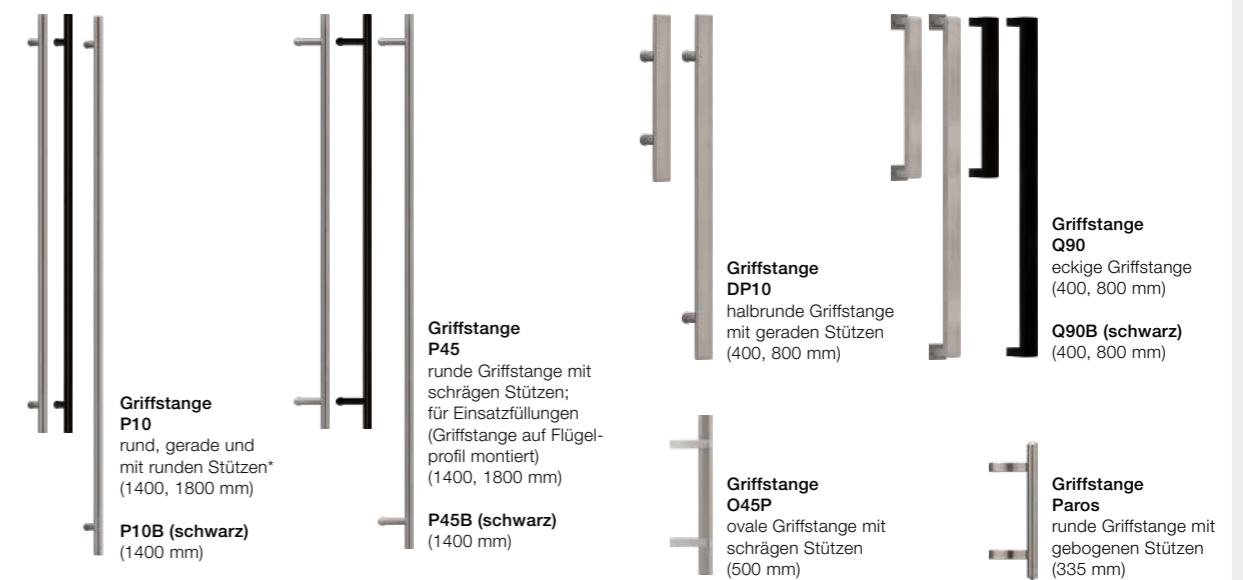 Griffstange
P10
rund, gerade und
mit runden Stützen*
(1400, 1800 mm)
P10B (schwarz)
(1400 mm)
Griffstange
P45
runde Griffstange mit
schrägen Stützen;
für Einsatzfüllungen
(Griffstange auf Flügel-
profil montiert)
(1400, 1800 mm)
P45B (schwarz)
(1400 mm)
Griffstange
DP10
halbrunde Griffstange
mit geraden Stützen
(400, 800 mm)
Griffstange
Q90
eckige Griffstange
(400, 800 mm)
Q90B (schwarz)
(400, 800 mm)
Griffstange
O45P
ovale Griffstange mit
schrägen Stützen
(500 mm)
Griffstange
Paros
runde Griffstange mit
gebogenen Stützen
(335 mm)